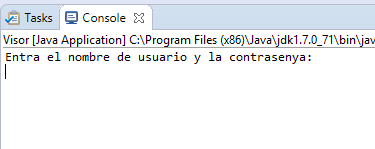 Tasks Console
Visor [Java Application] C:\Program Files (x86)\Java\jdk1.7.0_71\bin\jav
Entra el nombre de usuario y la contrasenya: